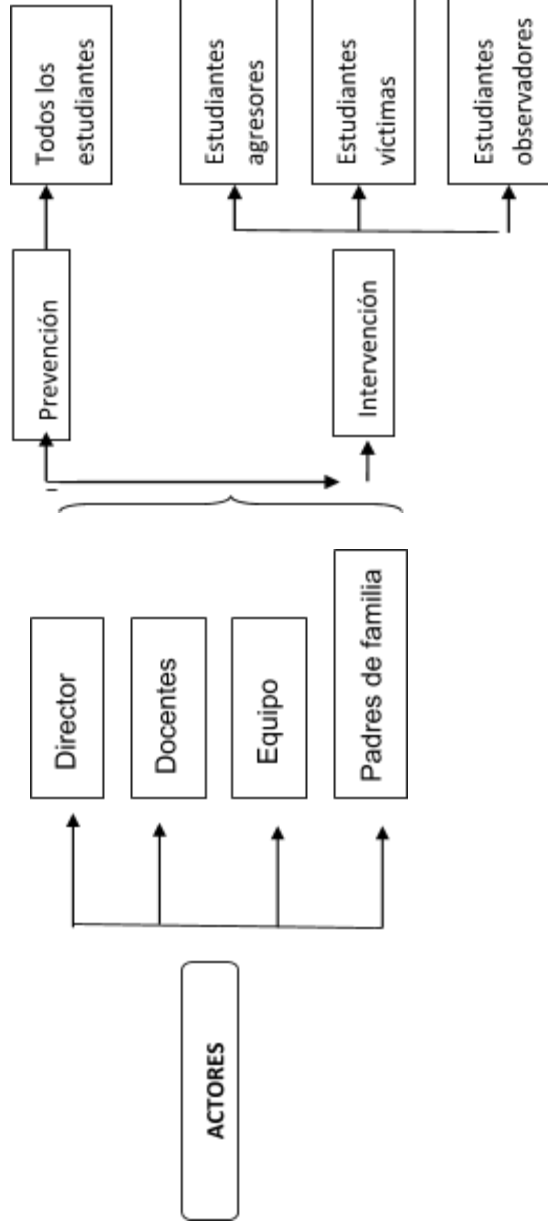 ACTORES
Director
Docentes
Equipo
Padres de familia
Prevención
Intervención
Todos los
estudiantes
Estudiantes
agresores
Estudiantes
víctimas
Estudiantes
observadores